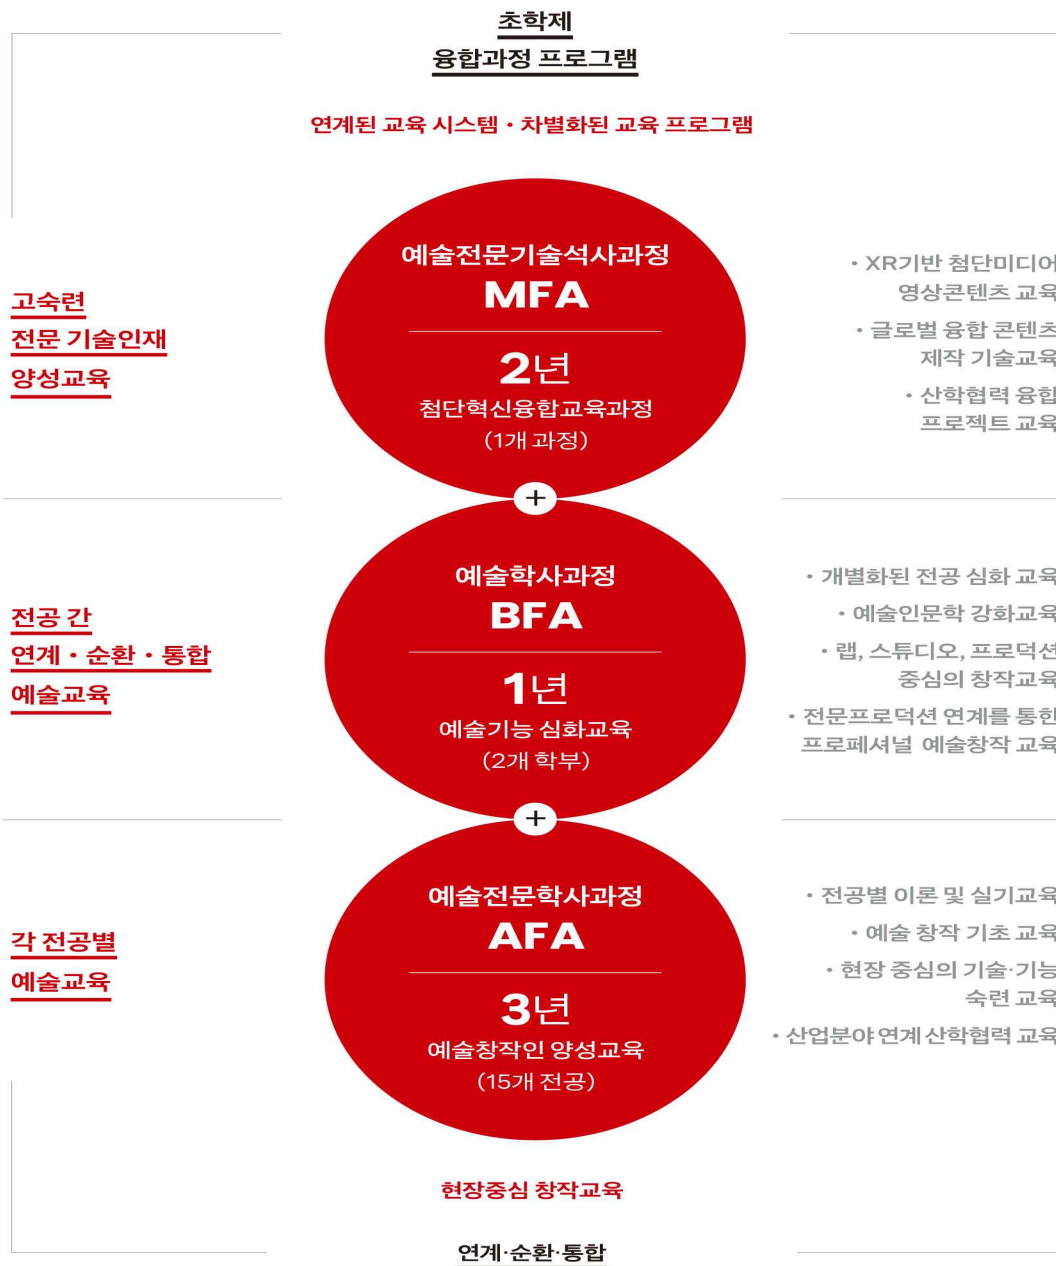 초학제
융합과정 프로그램
연계된 교육 시스템 • 차별화된 교육 프로그램
고숙련
전문 기술인재
양성교육
예술전문기술석사과정
MFA
2년
첨단혁신융합교육과정
(1개 과정)
• XR기반 첨단미디어
영상콘텐츠 교육
• 글로벌 융합 콘텐츠
제작 기술교육
• 산학협력 융합
프로젝트 교육
+
전공 간
연계 • 순환 • 통합
예술교육
예술학사과정
BFA
1년
예술기능 심화교육
(2개 학부)
• 개별화된 전공 심화 교육
• 예술인문학 강화교육
• 랩, 스튜디오, 프로덕션
중심의 창작교육
• 전문프로덕션 연계를 통한
프로페셔널 예술창작 교육
+
각 전공별
예술교육
예술전문학사과정
AFA
3년
예술창작인 양성교육
(15개 전공)
• 전공별 이론 및 실기교육
• 예술 창작 기초 교육
• 현장 중심의 기술·기능
숙련 교육
• 산업분야 연계 산학협력 교육
현장중심 창작교육
연계·순환·통합